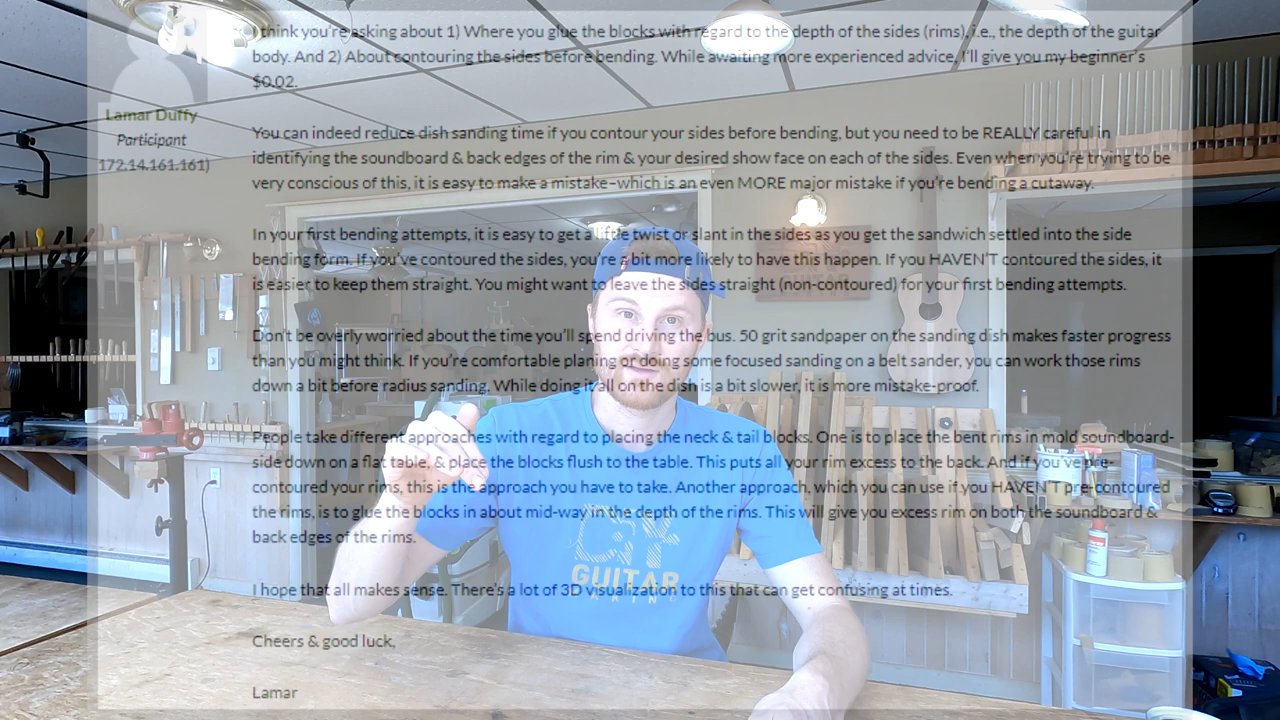 I think you're asking about 1) Where you glue the blocks with regard to the depth of the sides (rims), i.e., the depth of the guitar
body. And 2) About contouring the sides before bending. While awaiting more experienced advice, I'll give you my beginner's
$0.02.
Lamar Duffy
Participant
172.14.161.161)
You can indeed reduce dish sanding time if you contour your sides before bending, but you need to be REALLY careful in
identifying the soundboard & back edges of the rim & your desired show face on each of the sides. Even when you're trying to be
very conscious of this, it is easy to make a mistake–which is an even MORE major mistake if you're bending a cutaway.
In your first bending attempts, it is easy to get a little twist or slant in the sides as you get the sandwich settled into the side
bending form. If you've contoured the sides, you're a bit more likely to have this happen. If you HAVEN'T contoured the sides, it
is easier to keep them straight. You might want to leave the sides straight (non-contoured) for your first bending attempts.
Don't be overly worried about the time you'll spend driving the bus. 50 grit sandpaper on the sanding dish makes faster progress
than you might think. If you're comfortable planing or doing some focused sanding on a belt sander, you can work those rims
down a bit before radius sanding. While doing it all on the dish is a bit slower, it is more mistake-proof.
People take different approaches with regard to placing the neck & tail blocks. One is to place the bent rims in mold soundboard-
side down on a flat table, & place the blocks flush to the table. This puts all your rim excess to the back. And if you've pre-
contoured your rims, this is the approach you have to take. Another approach, which you can use if you HAVEN'T pre-contoured
the rims, is to glue the blocks in about mid-way in the depth of the rims. This will give you excess rim on both the soundboard &
back edges of the rims.
I hope that all makes sense. There's a lot of 3D visualization to this that can get confusing at times.
Cheers & good luck,
Lamar
GUITAR